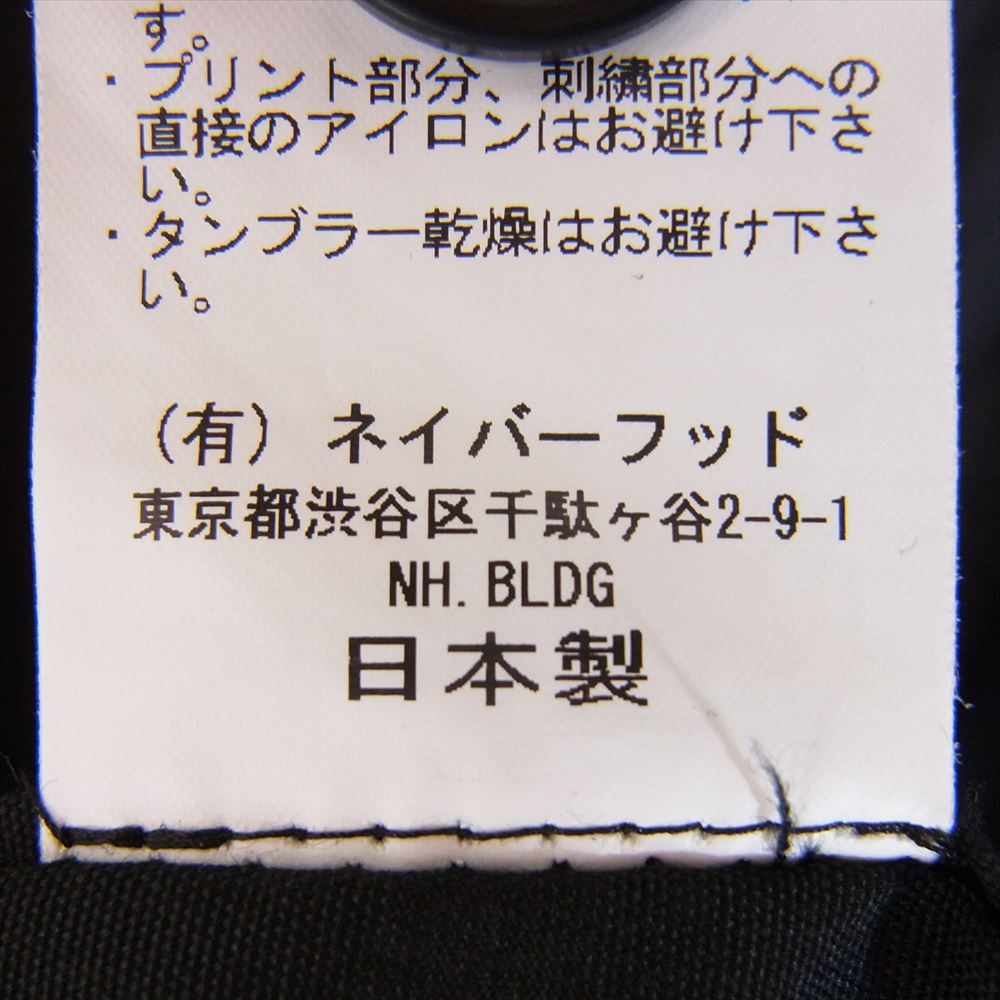 す。
・プリント部分、刺繍部分への
直接のアイロンはお避け下さ
い。
・タンブラー乾燥はお避け下さ
い。
(有) ネイバーフッド
東京都渋谷区千駄ヶ谷2-9-1
NH. BLDG
日本製